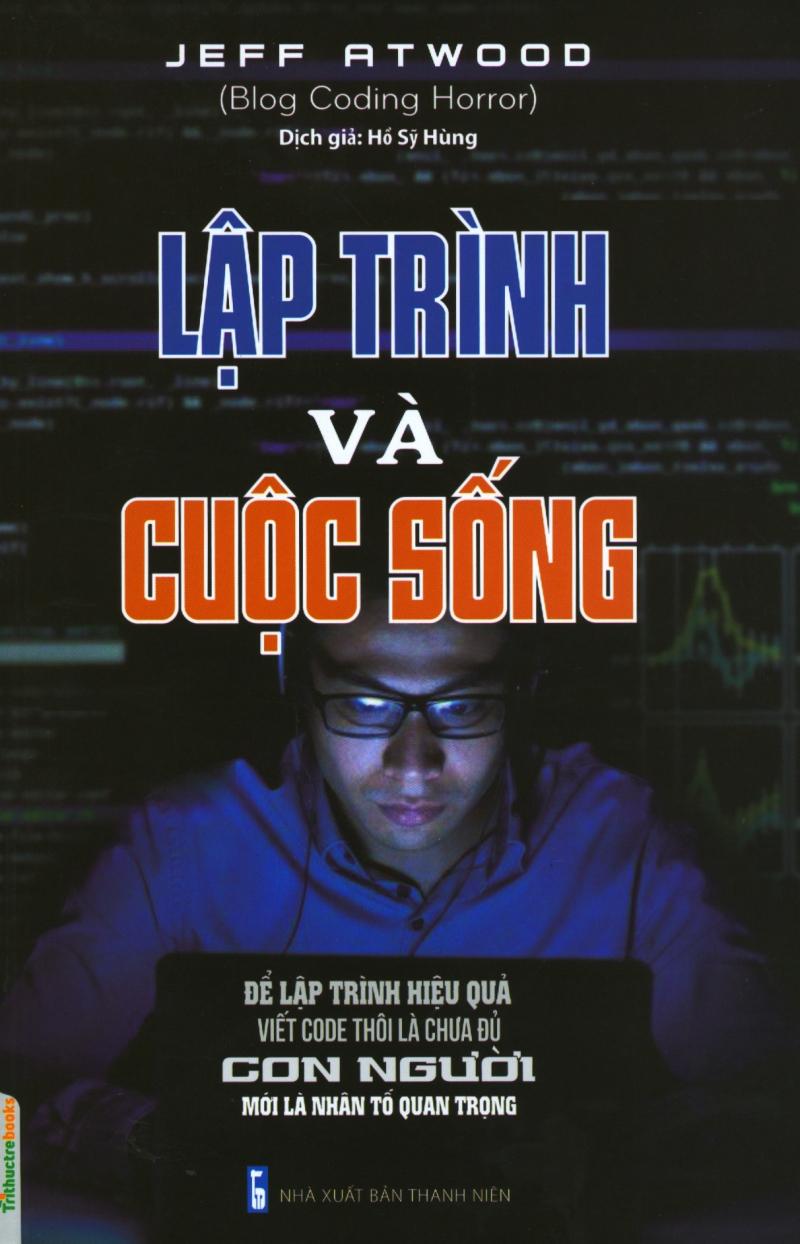 JEFF ATWOOD
(Blog Coding Horror)
Dịch giả: Hồ Sỹ Hùng
LẬP TRÌNH
VÀ
CUỘC SỐNG
ĐỂ LẬP TRÌNH HIỆU QUẢ
VIẾT CODE THÔI LÀ CHƯA ĐỦ
CON NGƯỜI
MỚI LÀ NHÂN TỐ QUAN TRỌNG
Trithuctrebooks
NHÀ XUẤT BẢN THANH NIÊN